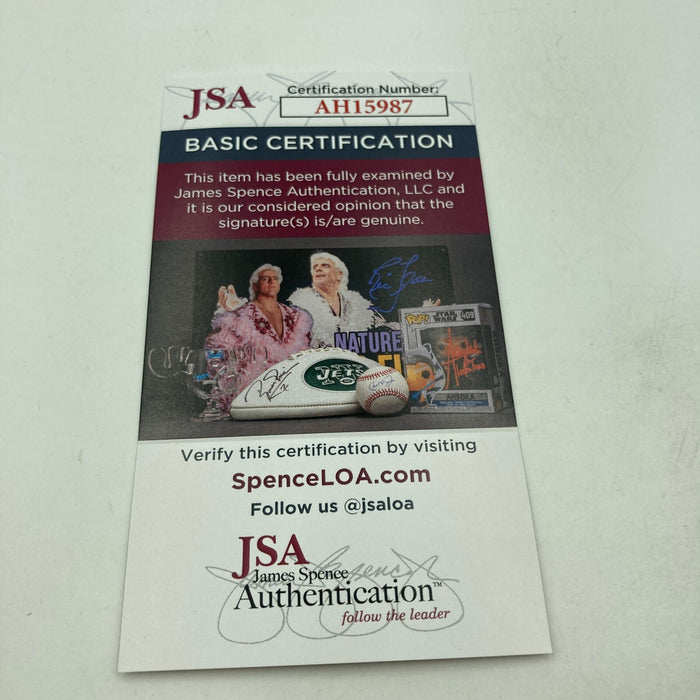 JSA
Certification Number:
AH15987
BASIC CERTIFICATION
This item has been fully examined by
James Spence Authentication, LLC and
it is our considered opinion that the
signature(s) is/are genuine.
NATURE
POP!
STAR
WARS
409
JETS
AHSOKA
Verify this certification by visiting
SpenceLOA.com
Follow us @jsaloa
JSA
James Spence
Authentication™
follow the leader